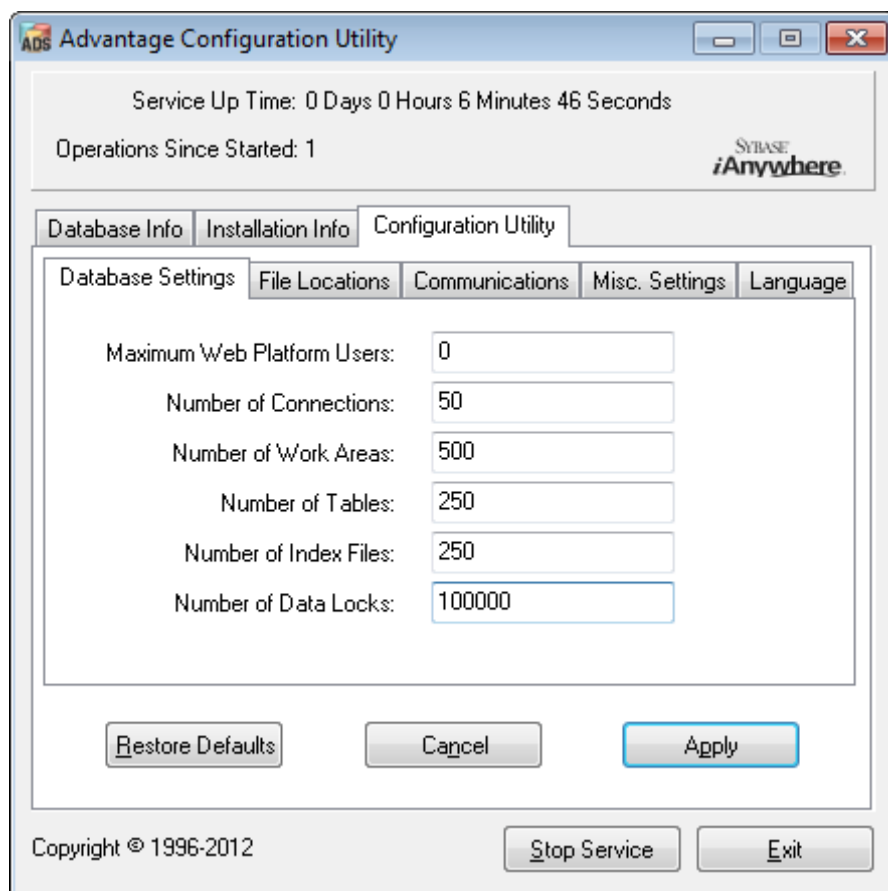 ADS Advantage Configuration Utility
Service Up Time: 0 Days 0 Hours 6 Minutes 46 Seconds
Operations Since Started: 1
SYBASE
iAnywhere.
Database Info Installation Info Configuration Utility
Database Settings File Locations Communications Misc. Settings Language
Maximum Web Platform Users: 0
Number of Connections: 50
Number of Work Areas: 500
Number of Tables: 250
Number of Index Files: 250
Number of Data Locks: 100000
Restore Defaults Cancel Apply
Copyright © 1996-2012 Stop Service Exit